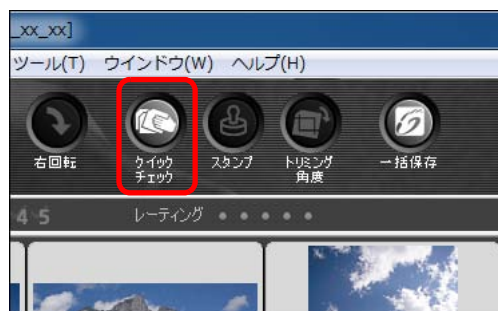 _xx_xx]
ツール(T) ウインドウ(W) ヘルプ(H)
右回転 クイック チェック スタンプ トリミング 角度 一括保存
4 5 レーティング